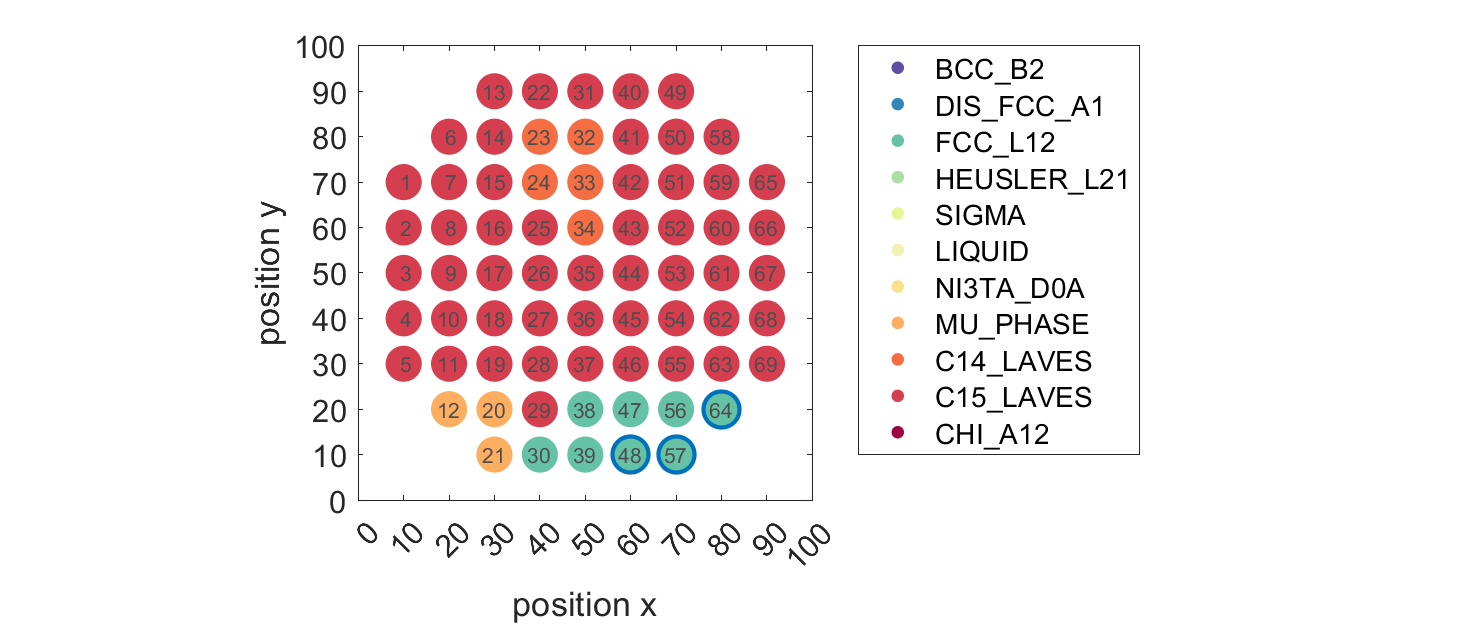 100
90 13 22 31 40 49
80 6 14 23 32 41 50 58
70 1 7 15 24 33 42 51 59 65
60 2 8 16 25 34 43 52 60 66
50 3 9 17 26 35 44 53 61 67
40 4 10 18 27 36 45 54 62 68
30 5 11 19 28 37 46 55 63 69
20 12 20 29 38 47 56 64
10 21 30 39 48 57
0
position y
0 10 20 30 40 50 60 70 80 90 100
position x
BCC_B2
DIS_FCC_A1
FCC_L12
HEUSLER_L21
SIGMA
LIQUID
NI3TA_D0A
MU_PHASE
C14_LAVES
C15_LAVES
CHI_A12